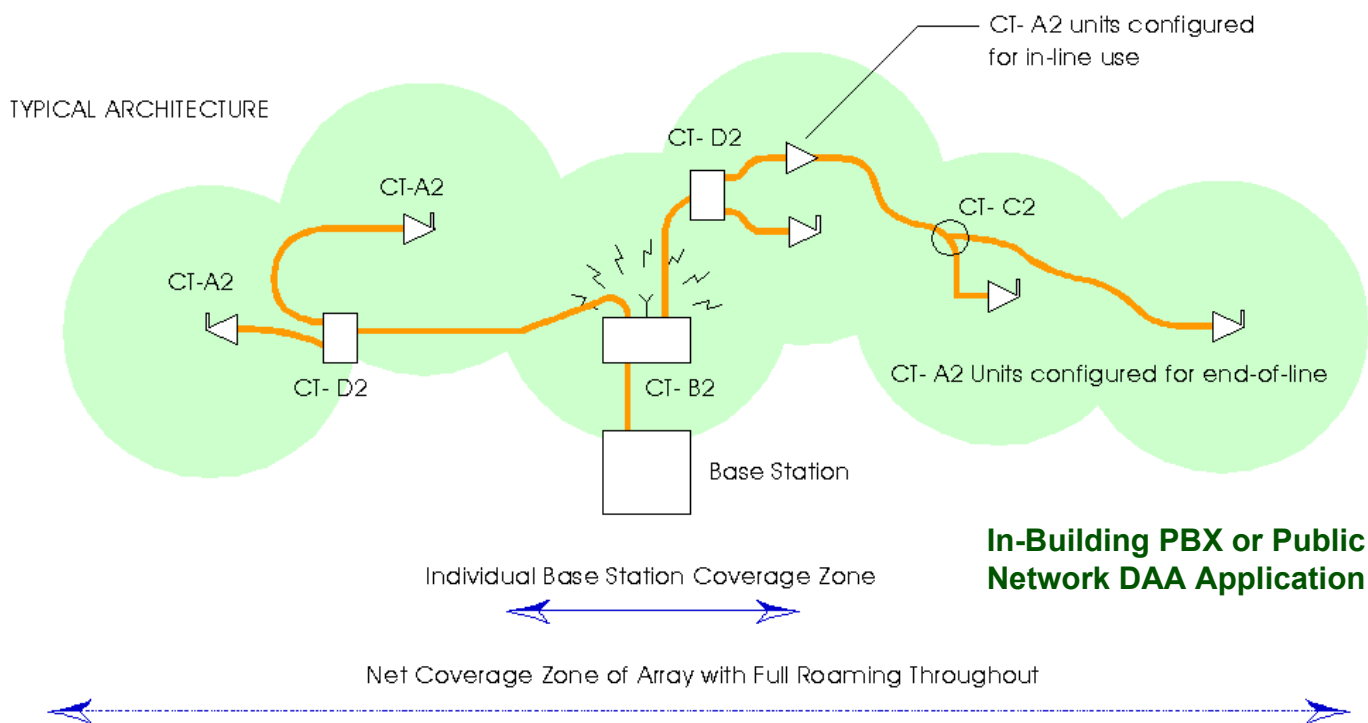 CT- A2 units configured
for in-line use
TYPICAL ARCHITECTURE
CT- D2
CT-A2
CT- C2
CT-A2
CT- D2
CT- B2
CT- A2 Units configured for end-of-line
Base Station
In-Building PBX or Public
Network DAA Application
Individual Base Station Coverage Zone
Net Coverage Zone of Array with Full Roaming Throughout